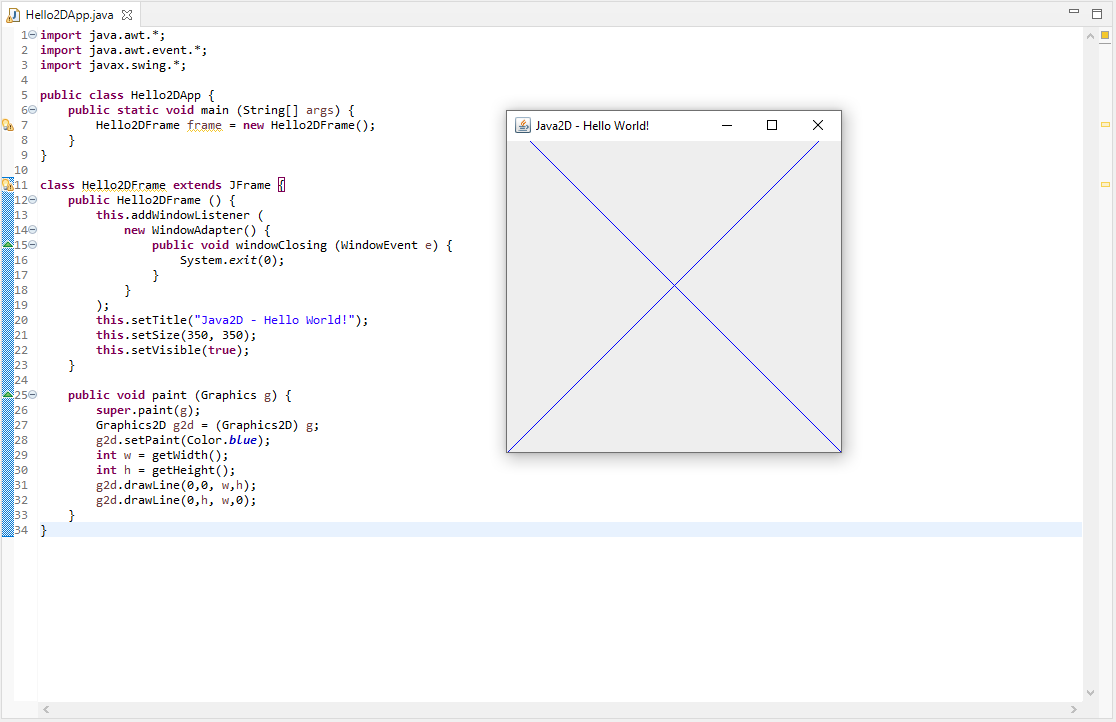 Hello2DApp.java
1 import java.awt.*;
2 import java.awt.event.*;
3 import javax.swing.*;
4
5 public class Hello2DApp {
6     public static void main (String[] args) {
7         Hello2DFrame frame = new Hello2DFrame();
8     }
9 }
10
11 class Hello2DFrame extends JFrame {
12     public Hello2DFrame () {
13         this.addWindowListener (
14             new WindowAdapter() {
15                 public void windowClosing (WindowEvent e) {
16                     System.exit(0);
17                 }
18             }
19         );
20         this.setTitle("Java2D - Hello World!");
21         this.setSize(350, 350);
22         this.setVisible(true);
23     }
24
25     public void paint (Graphics g) {
26         super.paint(g);
27         Graphics2D g2d = (Graphics2D) g;
28         g2d.setPaint(Color.blue);
29         int w = getWidth();
30         int h = getHeight();
31         g2d.drawLine(0,0, w,h);
32         g2d.drawLine(0,h, w,0);
33     }
34 }
Java2D - Hello World!